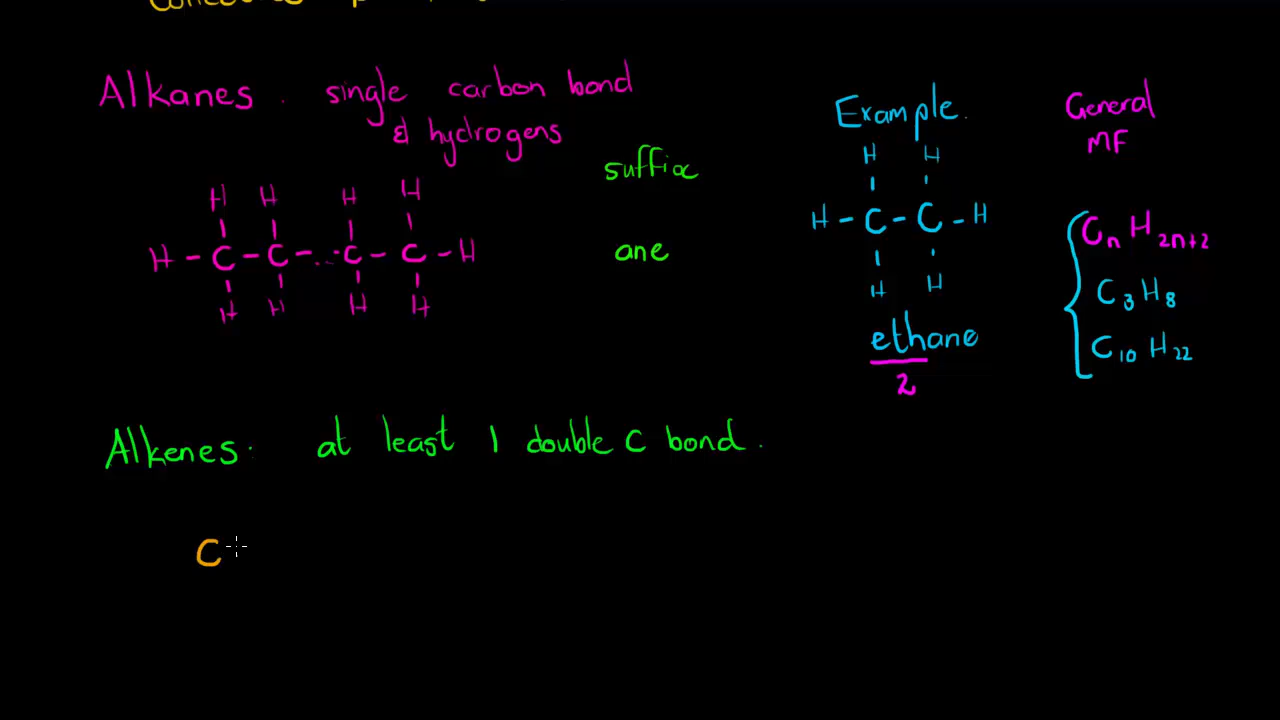 Alkanes. single carbon bond
& hydrogens
suffix
ane
H H H H
H - C - C - ... C - C - H
H H H H
Example.
H H
H - C - C - H
H H
ethane
2
General
MF
CnH2n+2
C3H8
C10H22
Alkenes. at least 1 double C bond.
C